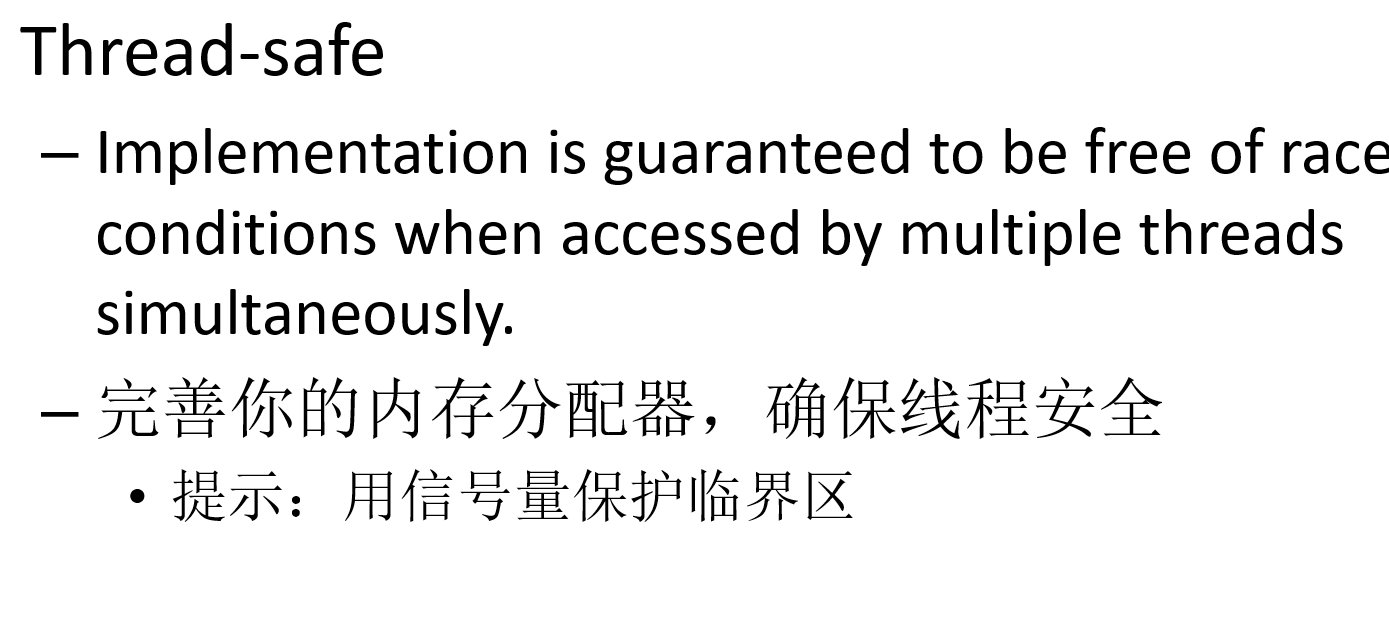 Thread-safe
– Implementation is guaranteed to be free of race
conditions when accessed by multiple threads
simultaneously.
– 完善你的内存分配器，确保线程安全
• 提示：用信号量保护临界区